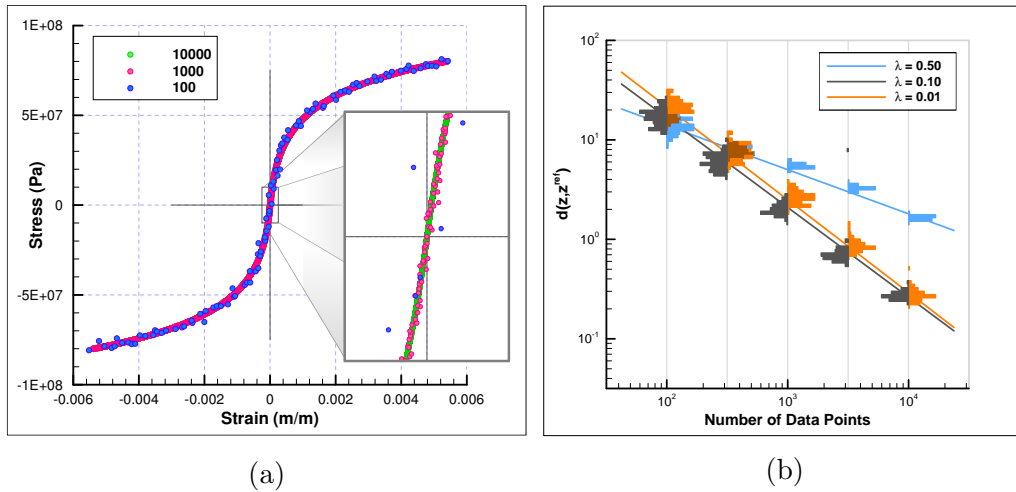 1E+08
5E+07
0
-5E+07
-1E+08
Stress (Pa)
10000
1000
100
-0.006
-0.004
-0.002
0
0.002
0.004
0.006
Strain (m/m)
(a)
10²
10¹
10⁰
10⁻¹
d(z,zʳᵉᶠ)
λ = 0.50
λ = 0.10
λ = 0.01
10²
10³
10⁴
Number of Data Points
(b)